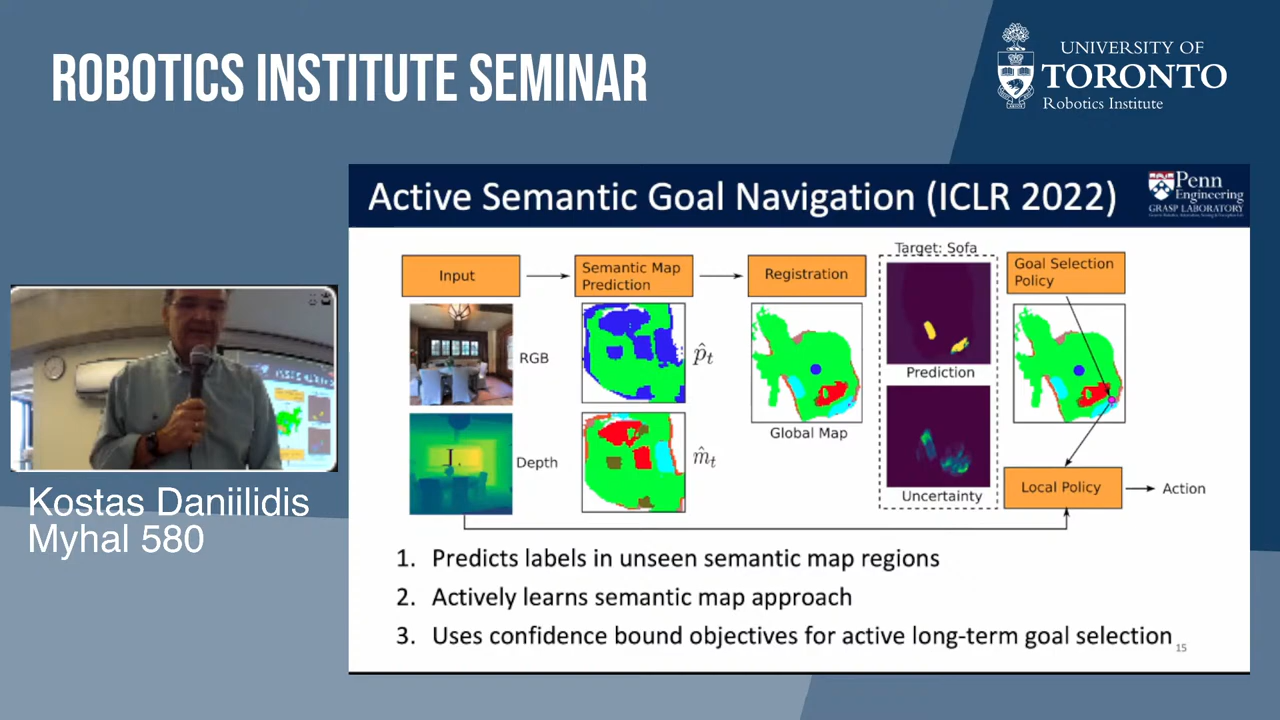 ROBOTICS INSTITUTE SEMINAR
UNIVERSITY OF
TORONTO
Robotics Institute
Active Semantic Goal Navigation (ICLR 2022)
Penn
Engineering
GRASP LABORATORY
Input
Semantic Map
Prediction
Registration
Target: Sofa
Goal Selection
Policy
RGB
p̂t
Prediction
Global Map
Depth
m̂t
Uncertainty
Local Policy
Action
1. Predicts labels in unseen semantic map regions
2. Actively learns semantic map approach
3. Uses confidence bound objectives for active long-term goal selection
15
Kostas Daniilidis
Myhal 580